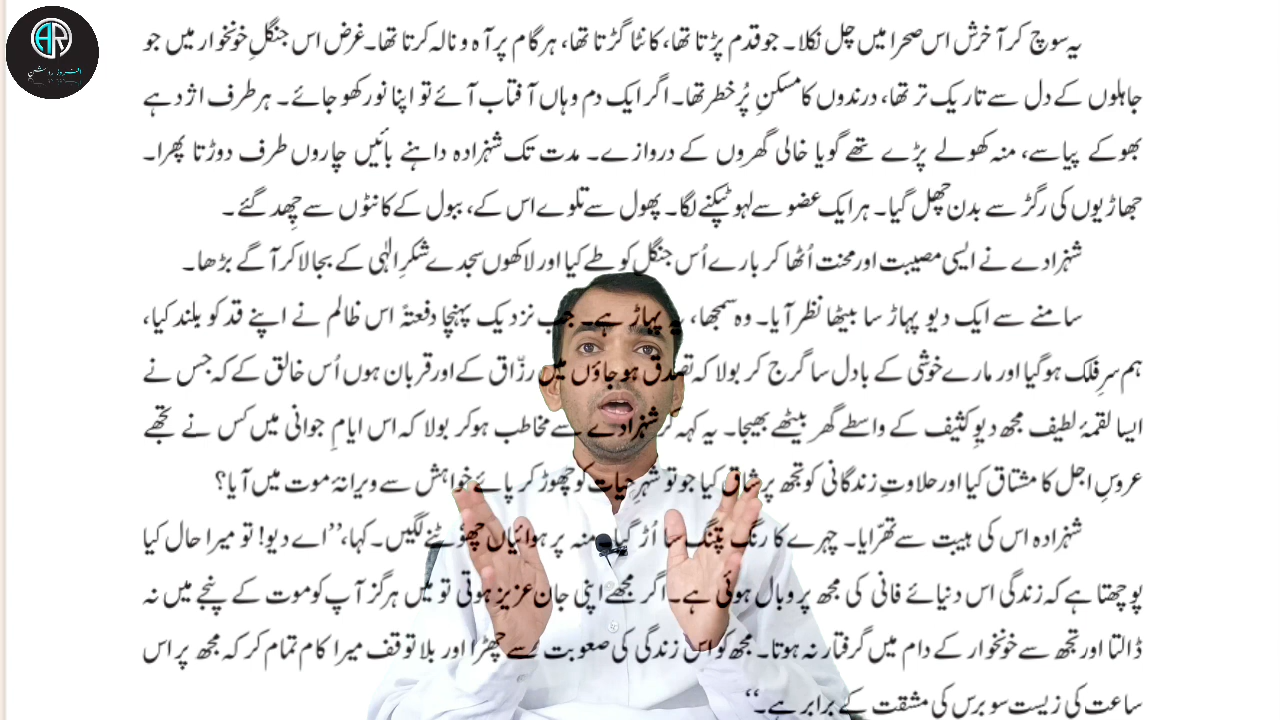 AR
افروز روشن
یہ سوچ کر آخرش اس صحرا میں چل نکلا۔ جو قدم پڑتا تھا، کانٹا گڑتا تھا، ہر گام پر آہ و نالہ کرتا تھا۔ غرض اس جنگلِ خونخوار میں جو
جاہلوں کے دل سے تاریک تر تھا، درندوں کا مسکنِ پُرخطر تھا۔ اگر ایک دم وہاں آفتاب آئے تو اپنا نور کھو جائے۔ ہر طرف اژدہے
بھوکے پیاسے، منہ کھولے پڑے تھے گویا خالی گھروں کے دروازے۔ مدت تک شہزادہ داہنے بائیں چاروں طرف دوڑتا پھرا۔
جھاڑیوں کی رگڑ سے بدن چھل گیا۔ ہر ایک عضو سے لہو ٹپکنے لگا۔ پھول سے تلوے اس کے، ببول کے کانٹوں سے چِھد گئے۔
شہزادے نے ایسی مصیبت اور محنت اُٹھا کر بارے اُس جنگل کو طے کیا اور لاکھوں سجدے شکرِ الٰہی کے بجا لا کر آگے بڑھا۔
سامنے سے ایک دیو پہاڑ سا بیٹھا نظر آیا۔ وہ سمجھا، یہ پہاڑ ہے۔ جب نزدیک پہنچا دفعتہً اس ظالم نے اپنے قد کو بلند کیا،
ہم سرِ فلک ہوگیا اور مارے خوشی کے بادل سا گرج کر بولا کہ تصدق ہو جاؤں میں رزّاق کے اور قربان ہوں اُس خالق کے کہ جس نے
ایسا لقمۂ لطیف مجھ دیوِ کثیف کے واسطے گھر بیٹھے بھیجا۔ یہ کہہ کر شہزادے سے مخاطب ہوکر بولا کہ اس ایامِ جوانی میں کس نے تجھے
عروسِ اجل کا مشتاق کیا اور حلاوتِ زندگانی کو تجھ پر شاق کیا جو تو شہرِ حیات کو چھوڑ کر پائے خواہش سے ویرانۂ موت میں آیا؟
شہزادہ اس کی ہیبت سے تھرّایا۔ چہرے کا رنگ پتنگ سا اُڑ گیا۔ منہ پر ہوائیاں چھوٹنے لگیں۔ کہا، ’’اے دیو! تو میرا حال کیا
پوچھتا ہے کہ زندگی اس دنیائے فانی کی مجھ پر وبال ہوئی ہے۔ اگر مجھے اپنی جان عزیز ہوتی تو میں ہرگز آپ کو موت کے پنجے میں نہ
ڈالتا اور تجھ سے خونخوار کے دام میں گرفتار نہ ہوتا۔ مجھ کو اس زندگی کی صعوبت سے چھڑا اور بلا توقف میرا کام تمام کر کہ مجھ پر اس
ساعت کی زیست سو برس کی مشقت کے برابر ہے۔‘‘